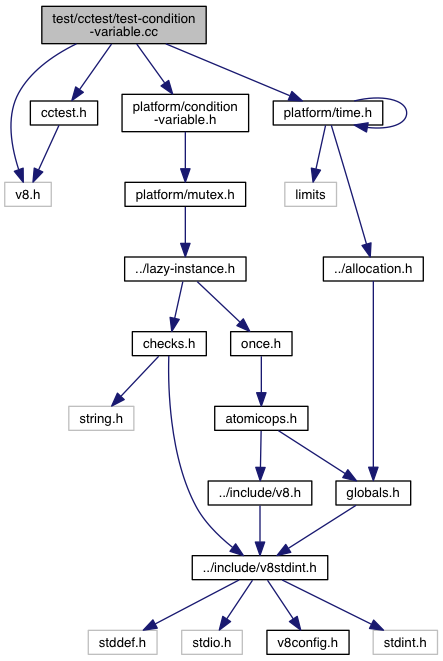 test/cctest/test-condition
-variable.cc
cctest.h
platform/condition
-variable.h
platform/time.h
v8.h
platform/mutex.h
limits
../lazy-instance.h
../allocation.h
checks.h
once.h
string.h
atomicops.h
../include/v8.h
globals.h
../include/v8stdint.h
stddef.h
stdio.h
v8config.h
stdint.h